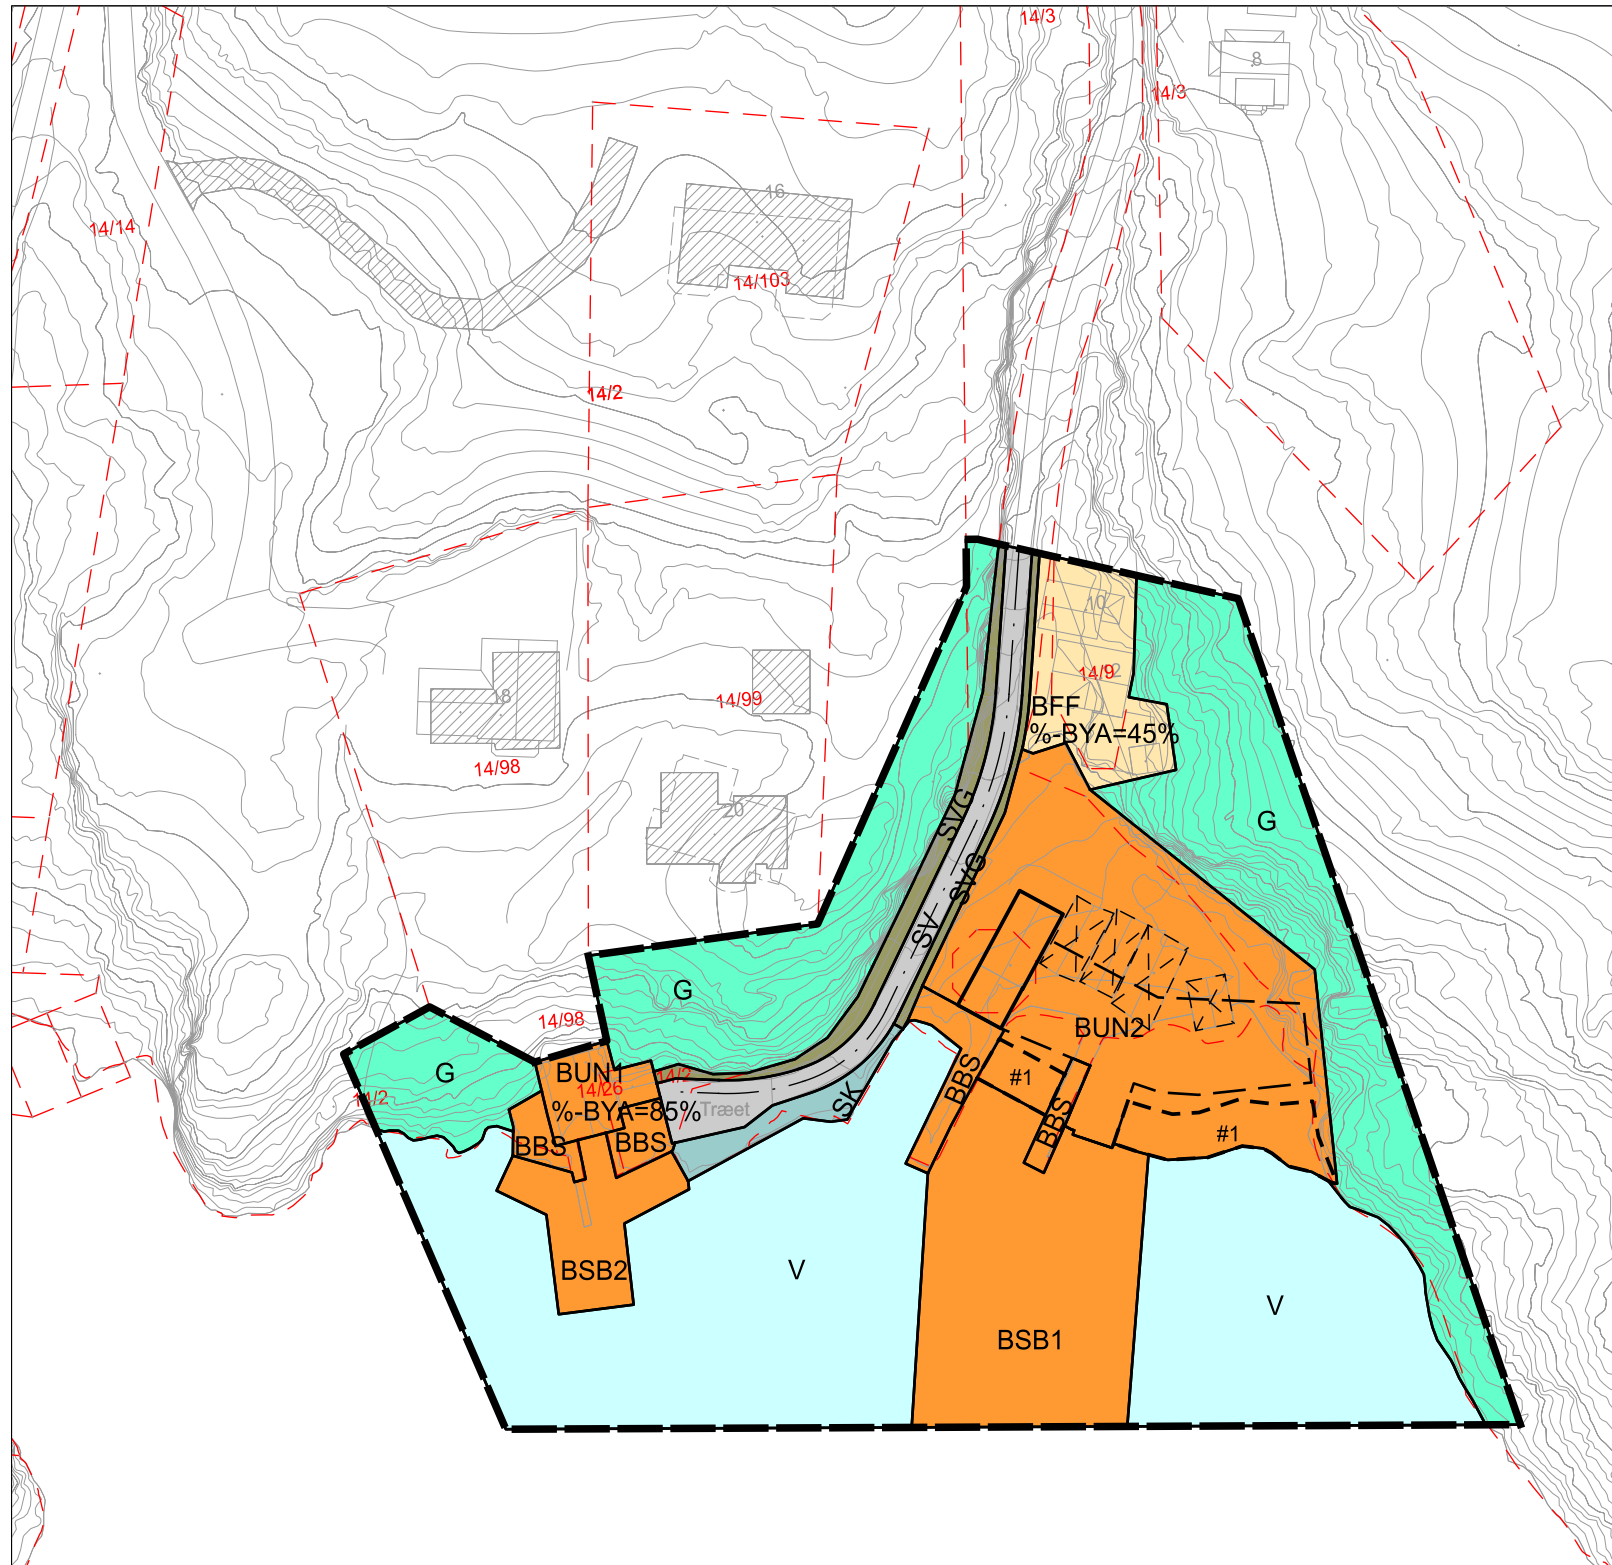 14/3
8
14/3
16
14/14
14/103
14/2
10
12
14/9
18
14/99
BFF
%-BYA=45%
14/98
20
SVG
G
SVG
SV
G
14/98
BUN2
G
BUN1
14/2
14/26
#1
BBS
14/2
%-BYA=85%
Træet
SK
BBS
#1
BBS
BBS
BSB2
V
V
BSB1